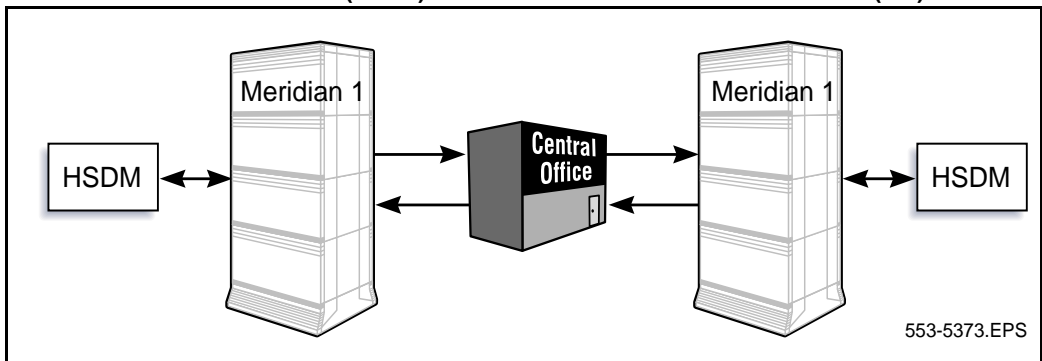 Meridian 1
Meridian 1
HSDM
Central
Office
HSDM
553-5373.EPS